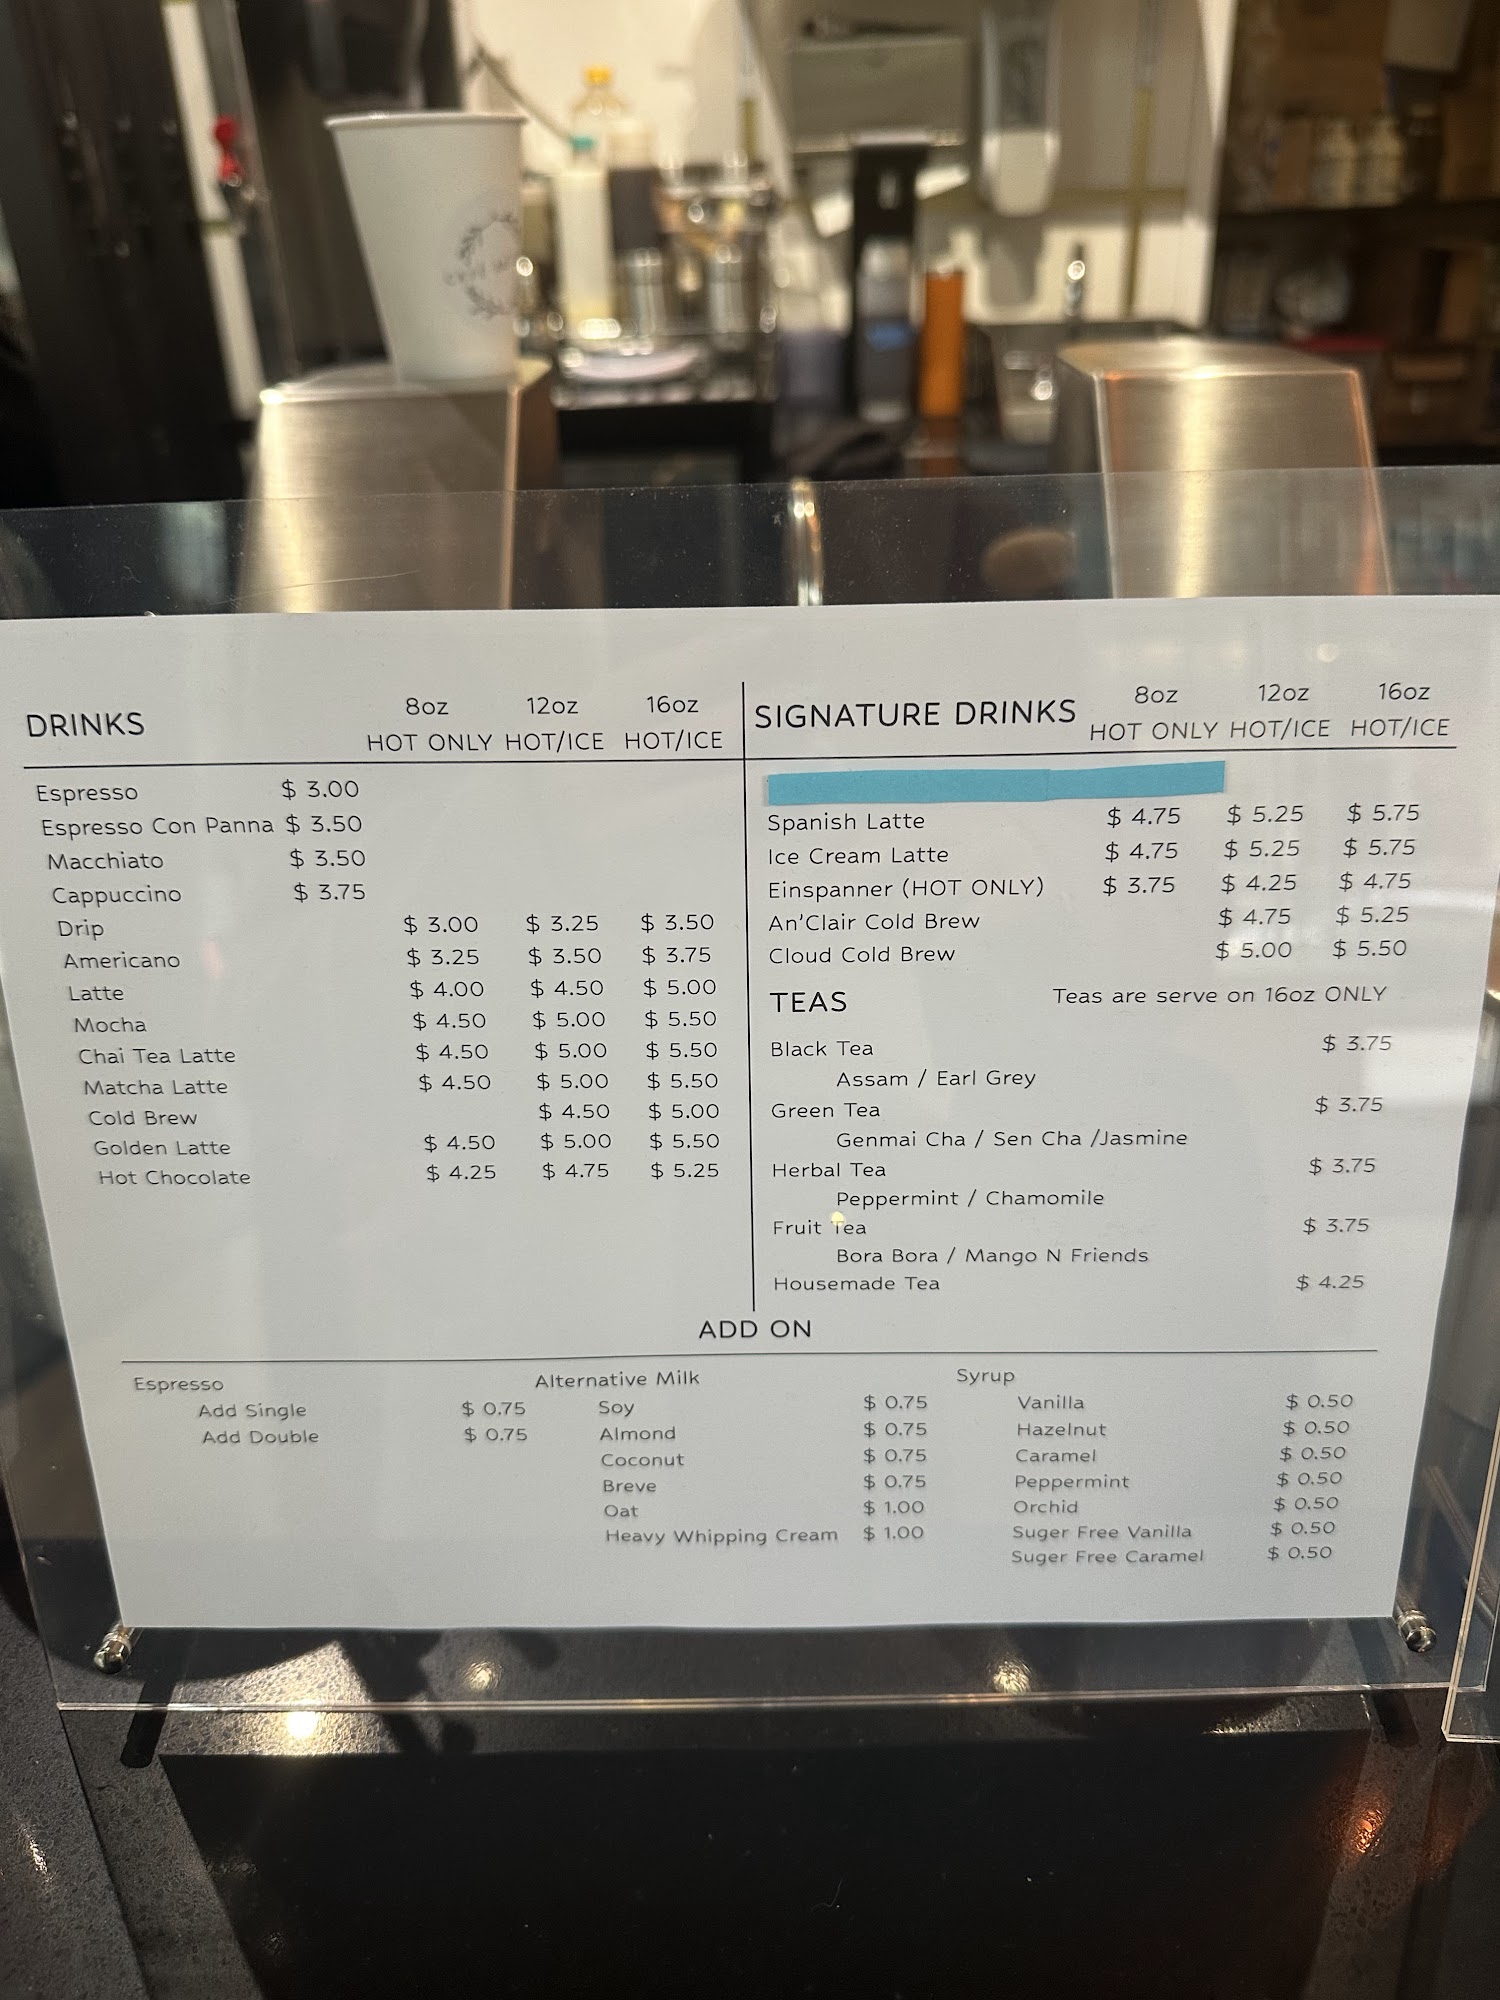 DRINKS 8oz 12oz 16oz
HOT ONLY HOT/ICE HOT/ICE
Espresso $ 3.00
Espresso Con Panna $ 3.50
Macchiato $ 3.50
Cappuccino $ 3.75
Drip $ 3.00 $ 3.25 $ 3.50
Americano $ 3.25 $ 3.50 $ 3.75
Latte $ 4.00 $ 4.50 $ 5.00
Mocha $ 4.50 $ 5.00 $ 5.50
Chai Tea Latte $ 4.50 $ 5.00 $ 5.50
Matcha Latte $ 4.50 $ 5.00 $ 5.50
Cold Brew $ 4.50 $ 5.00
Golden Latte $ 4.50 $ 5.00 $ 5.50
Hot Chocolate $ 4.25 $ 4.75 $ 5.25
SIGNATURE DRINKS 8oz 12oz 16oz
HOT ONLY HOT/ICE HOT/ICE
Spanish Latte $ 4.75 $ 5.25 $ 5.75
Ice Cream Latte $ 4.75 $ 5.25 $ 5.75
Einspanner (HOT ONLY) $ 3.75 $ 4.25 $ 4.75
An'Clair Cold Brew $ 4.75 $ 5.25
Cloud Cold Brew $ 5.00 $ 5.50
TEAS Teas are serve on 16oz ONLY
Black Tea $ 3.75
Assam / Earl Grey
Green Tea $ 3.75
Genmai Cha / Sen Cha /Jasmine
Herbal Tea $ 3.75
Peppermint / Chamomile
Fruit Tea $ 3.75
Bora Bora / Mango N Friends
Housemade Tea $ 4.25
ADD ON
Espresso
Add Single $ 0.75
Add Double $ 0.75
Alternative Milk
Soy $ 0.75
Almond $ 0.75
Coconut $ 0.75
Breve $ 0.75
Oat $ 1.00
Heavy Whipping Cream $ 1.00
Syrup
Vanilla $ 0.50
Hazelnut $ 0.50
Caramel $ 0.50
Peppermint $ 0.50
Orchid $ 0.50
Suger Free Vanilla $ 0.50
Suger Free Caramel $ 0.50